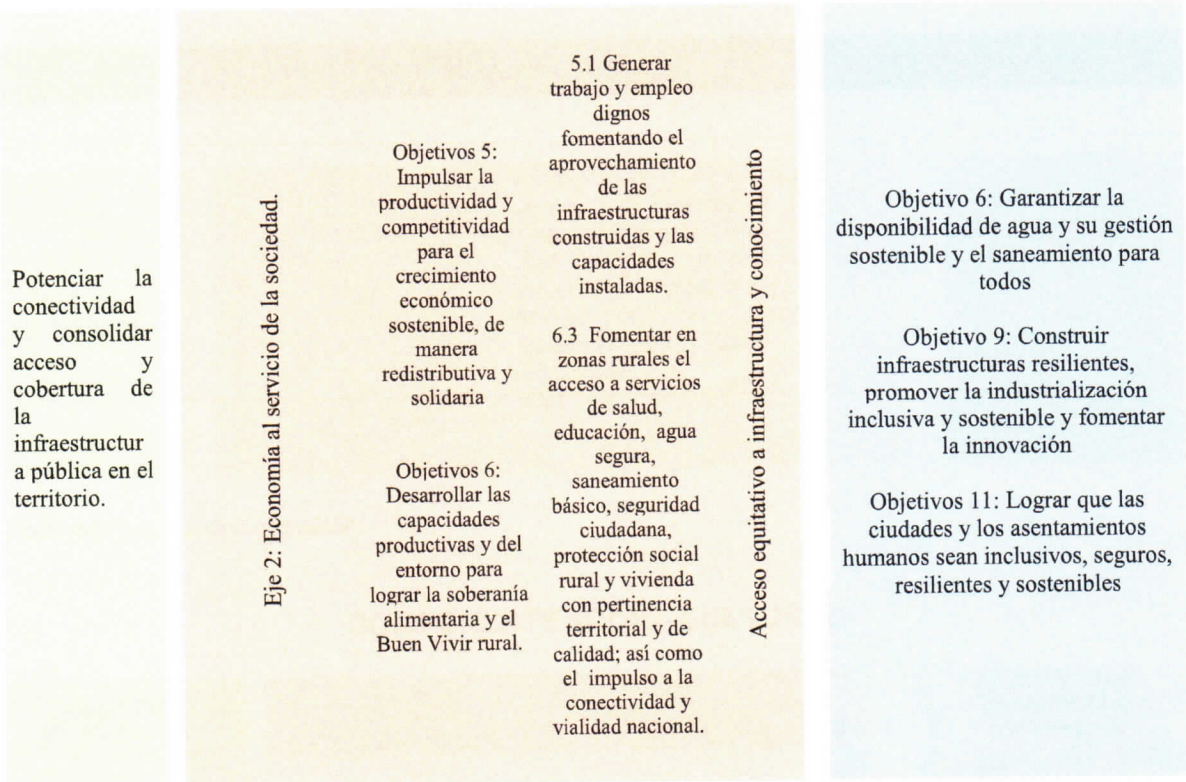 Potenciar la
conectividad
y consolidar
acceso y
cobertura de
la
infraestructur
a pública en el
territorio.
Eje 2: Economía al servicio de la sociedad.
Objetivos 5:
Impulsar la
productividad y
competitividad
para el
crecimiento
económico
sostenible, de
manera
redistributiva y
solidaria
Objetivos 6:
Desarrollar las
capacidades
productivas y del
entorno para
lograr la soberanía
alimentaria y el
Buen Vivir rural.
5.1 Generar
trabajo y empleo
dignos
fomentando el
aprovechamiento
de las
infraestructuras
construidas y las
capacidades
instaladas.
6.3 Fomentar en
zonas rurales el
acceso a servicios
de salud,
educación, agua
segura,
saneamiento
básico, seguridad
ciudadana,
protección social
rural y vivienda
con pertinencia
territorial y de
calidad; así como
el impulso a la
conectividad y
vialidad nacional.
Acceso equitativo a infraestructura y conocimiento
Objetivo 6: Garantizar la
disponibilidad de agua y su gestión
sostenible y el saneamiento para
todos
Objetivo 9: Construir
infraestructuras resilientes,
promover la industrialización
inclusiva y sostenible y fomentar
la innovación
Objetivos 11: Lograr que las
ciudades y los asentamientos
humanos sean inclusivos, seguros,
resilientes y sostenibles